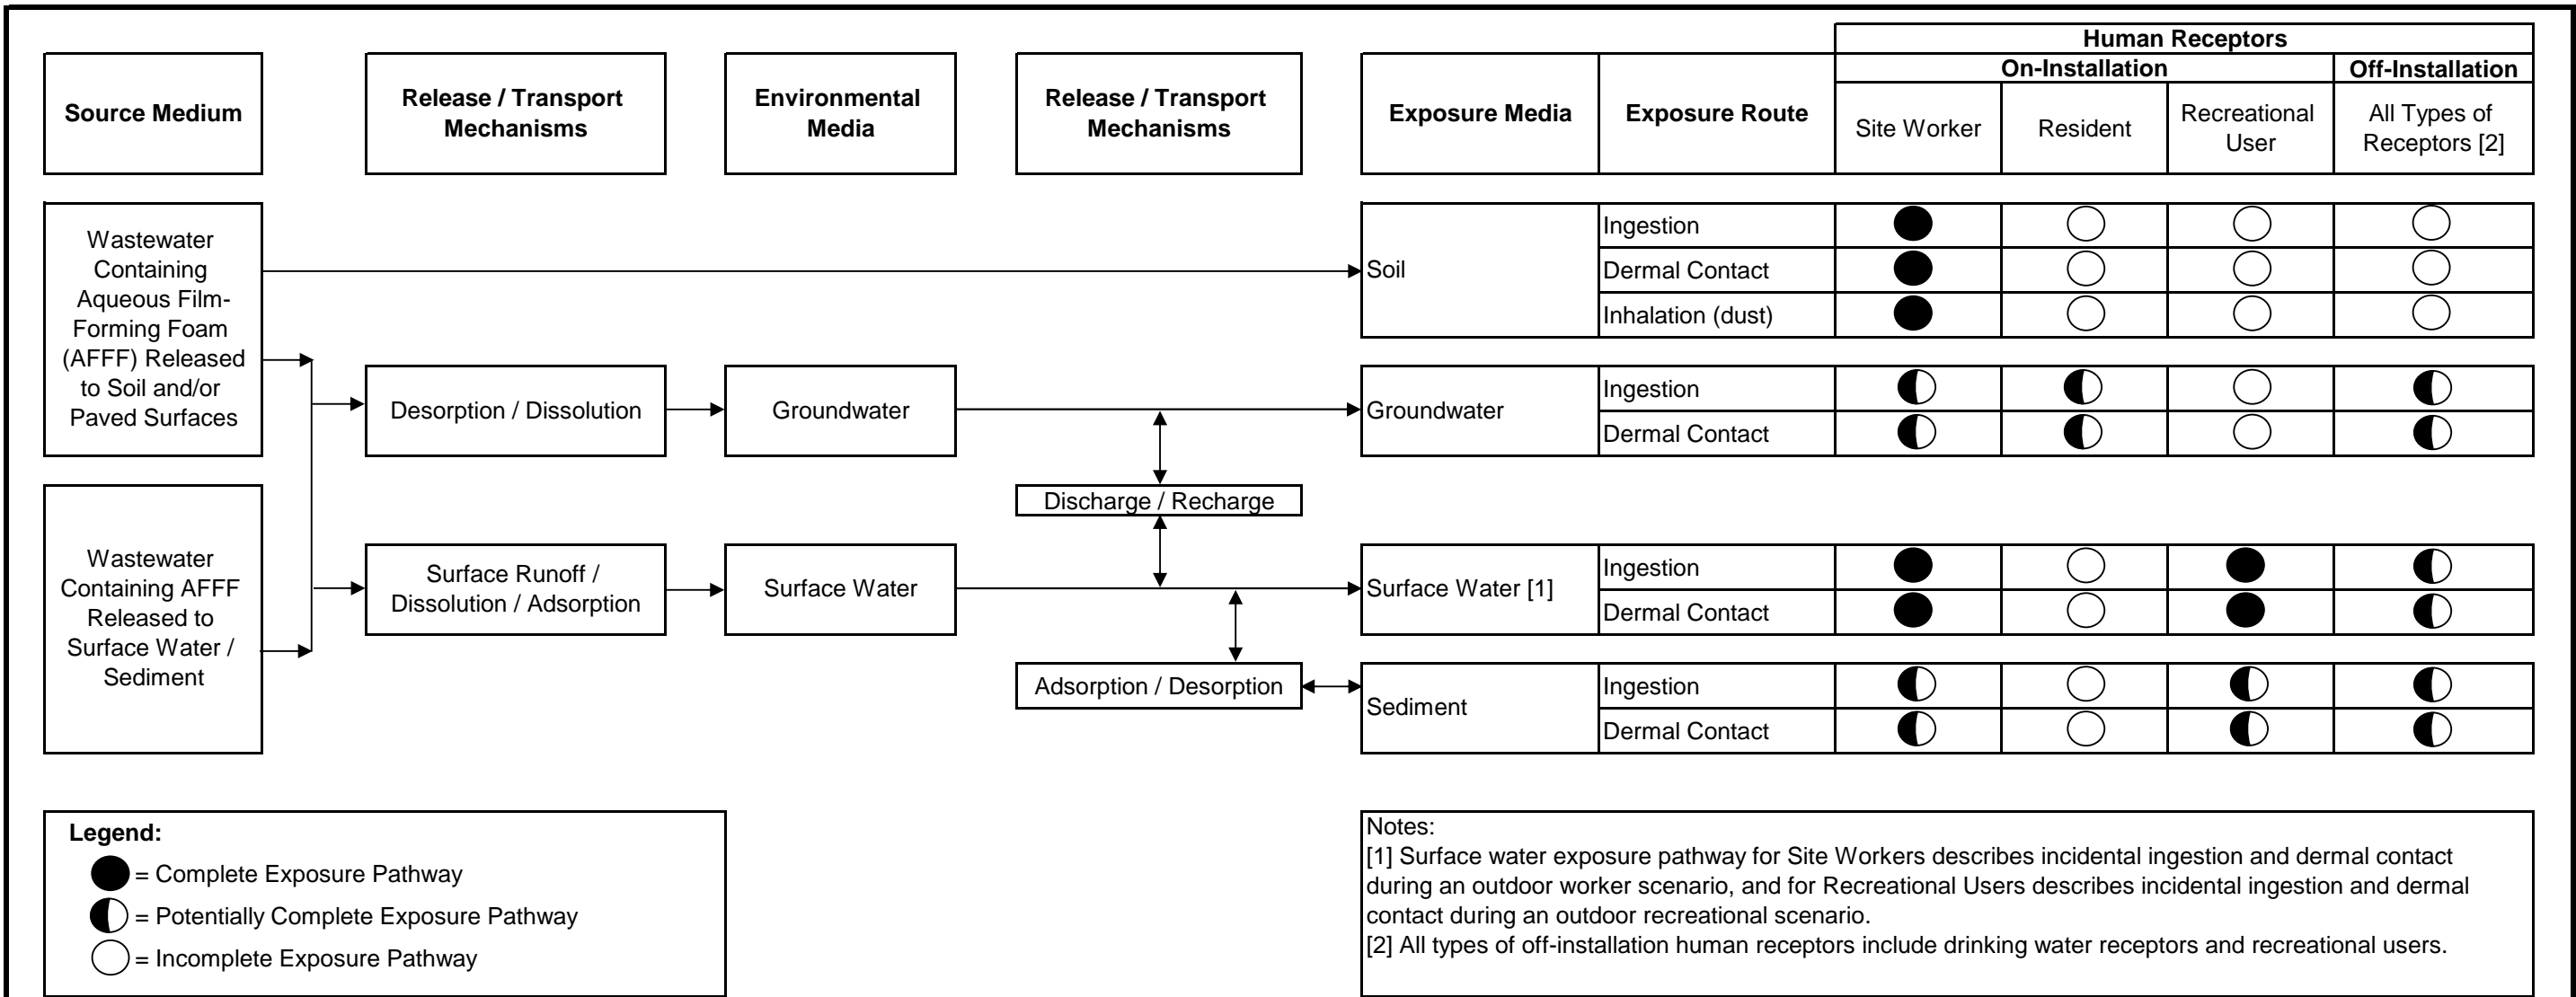 Human Receptors
On-Installation
Off-Installation
Source Medium
Release / Transport
Mechanisms
Environmental
Media
Release / Transport
Mechanisms
Exposure Media
Exposure Route
Site Worker
Resident
Recreational
User
All Types of
Receptors [2]
Wastewater
Containing
Aqueous Film-
Forming Foam
(AFFF) Released
to Soil and/or
Paved Surfaces
Soil
Ingestion
Dermal Contact
Inhalation (dust)
Desorption / Dissolution
Groundwater
Groundwater
Ingestion
Dermal Contact
Discharge / Recharge
Wastewater
Containing AFFF
Released to
Surface Water /
Sediment
Surface Runoff /
Dissolution / Adsorption
Surface Water
Surface Water [1]
Ingestion
Dermal Contact
Adsorption / Desorption
Sediment
Ingestion
Dermal Contact
Legend:
= Complete Exposure Pathway
= Potentially Complete Exposure Pathway
= Incomplete Exposure Pathway
Notes:
[1] Surface water exposure pathway for Site Workers describes incidental ingestion and dermal contact
during an outdoor worker scenario, and for Recreational Users describes incidental ingestion and dermal
contact during an outdoor recreational scenario.
[2] All types of off-installation human receptors include drinking water receptors and recreational users.